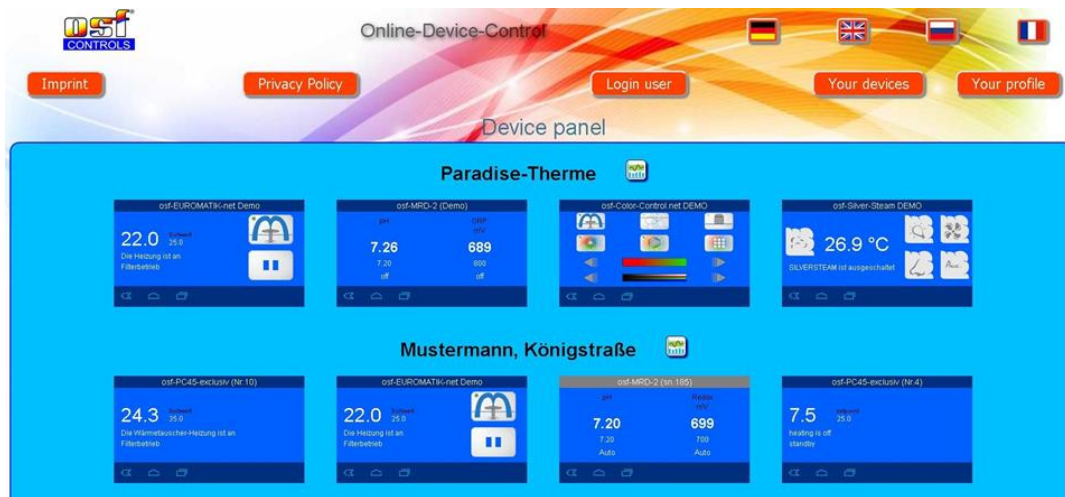 osf
CONTROLS
Online-Device-Control
Imprint
Privacy Policy
Login user
Your devices
Your profile
Device panel
Paradise-Therme
osf-EUROMATIK-net Demo
22.0
25.0
Die Heizung ist an
Filterbetrieb
osf-MRD-2 (Demo)
pH
ORP
mV
7.26
689
7.20
800
off
off
osf-Color-Control.net DEMO
osf-Silver-Steam DEMO
26.9 °C
SILVERSTEAM ist ausgeschaltet
Mustermann, Königstraße
osf-PC45-exclusiv (Nr.10)
24.3
35.0
Die Wärmetauscher-Heizung ist an
Filterbetrieb
osf-EUROMATIK-net Demo
22.0
25.0
Die Heizung ist an
Filterbetrieb
osf-MRD-2 (sn.185)
pH
Redox
mV
7.20
699
7.20
700
Auto
Auto
osf-PC45-exclusiv (Nr.4)
7.5
25.0
heating is off
standby